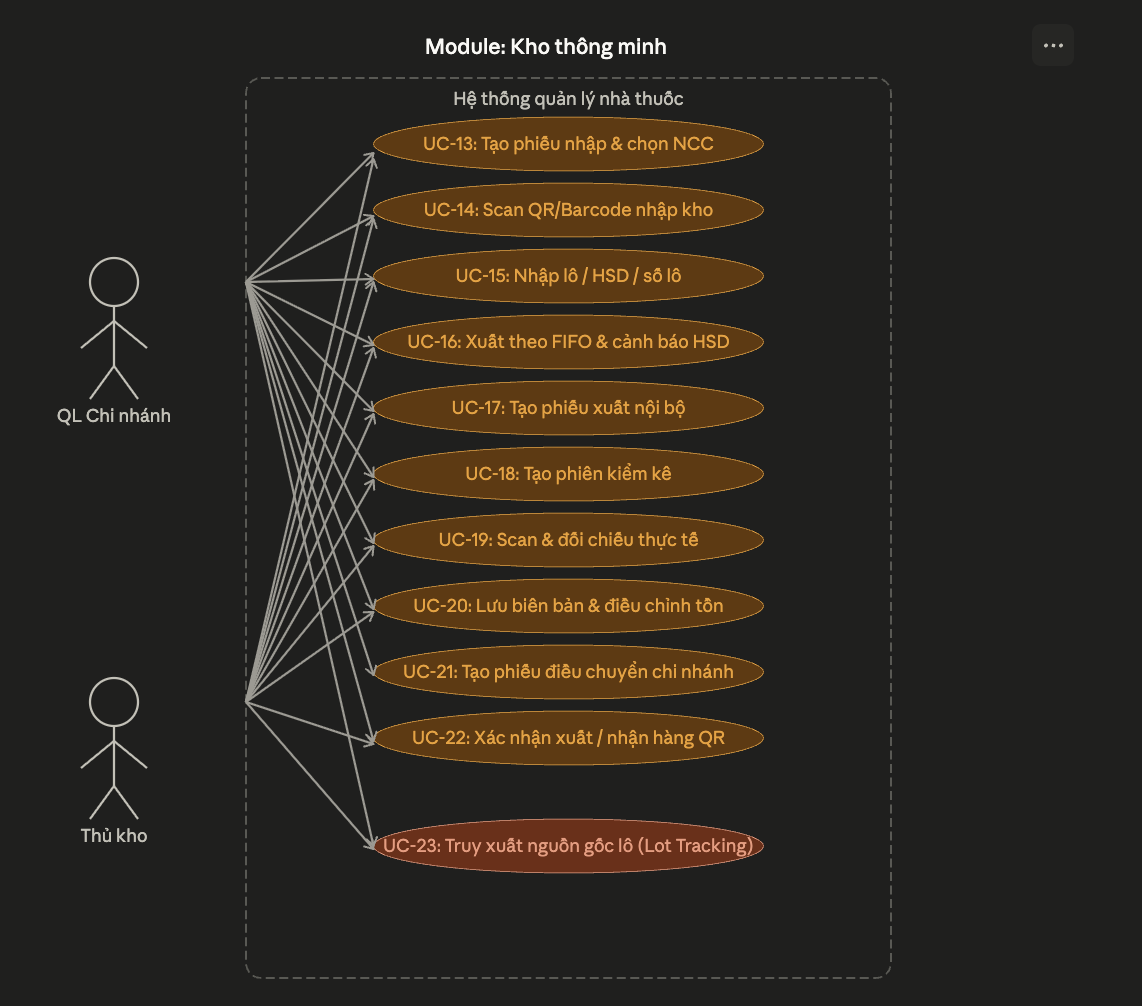 Module: Kho thông minh
Hệ thống quản lý nhà thuốc
UC-13: Tạo phiếu nhập & chọn NCC
UC-14: Scan QR/Barcode nhập kho
UC-15: Nhập lô / HSD / số lô
UC-16: Xuất theo FIFO & cảnh báo HSD
UC-17: Tạo phiếu xuất nội bộ
UC-18: Tạo phiên kiểm kê
UC-19: Scan & đối chiếu thực tế
UC-20: Lưu biên bản & điều chỉnh tồn
UC-21: Tạo phiếu điều chuyển chi nhánh
UC-22: Xác nhận xuất / nhận hàng QR
UC-23: Truy xuất nguồn gốc lô (Lot Tracking)
QL Chi nhánh
Thủ kho